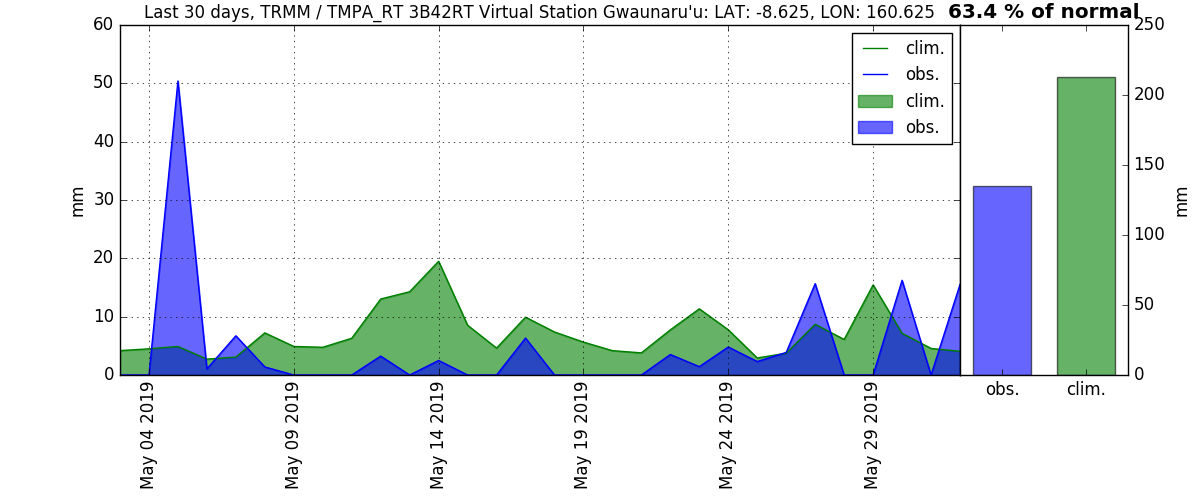 Last 30 days, TRMM / TMPA_RT 3B42RT Virtual Station Gwaunaru'u: LAT: -8.625, LON: 160.625
63.4 % of normal
60
50
40
30
20
10
0
mm
clim.
obs.
clim.
obs.
May 04 2019
May 09 2019
May 14 2019
May 19 2019
May 24 2019
May 29 2019
250
200
150
100
50
0
mm
obs.
clim.